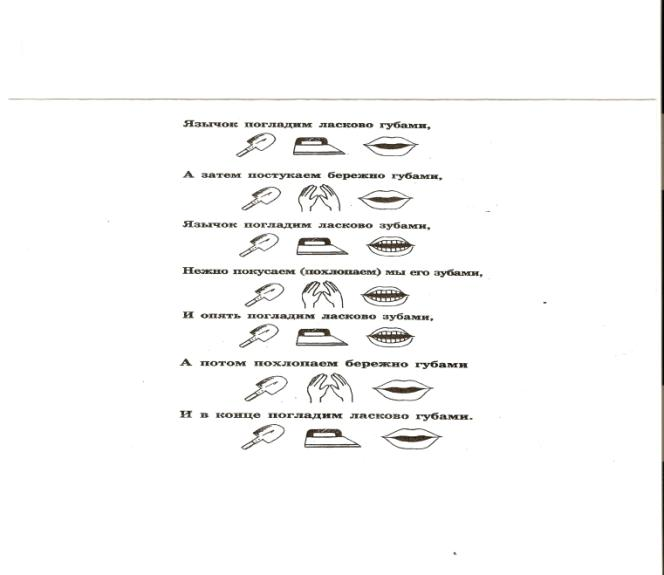 Язычок погладим ласково губами,
А затем постукаем бережно губами,
Язычок погладим ласково зубами,
Нежно покусаем (похлопаем) мы его зубами,
И опять погладим ласково зубами,
А потом похлопаем бережно губами
И в конце погладим ласково губами.